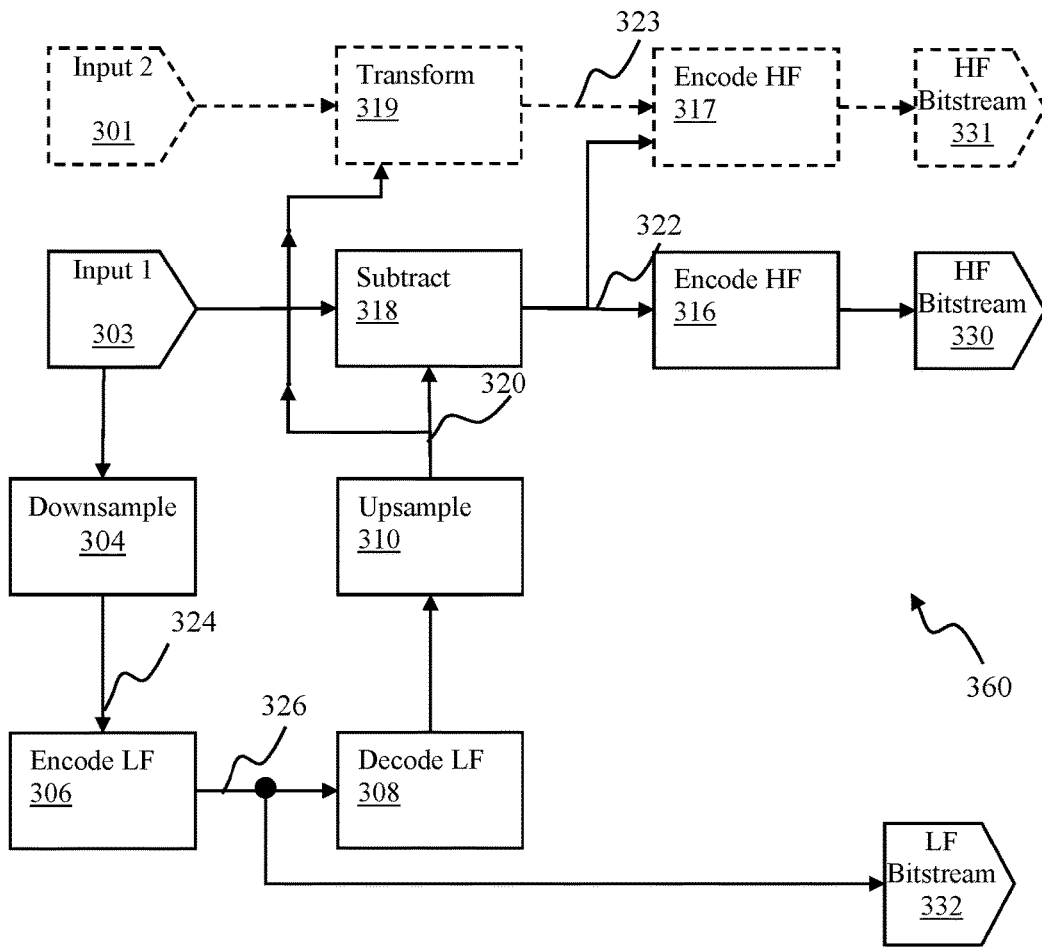 323
Input 2
301
Transform
319
Encode HF
317
HF
Bitstream
331
322
Input 1
303
Subtract
318
Encode HF
316
HF
Bitstream
330
320
Downsample
304
Upsample
310
324
360
326
Encode LF
306
Decode LF
308
LF
Bitstream
332